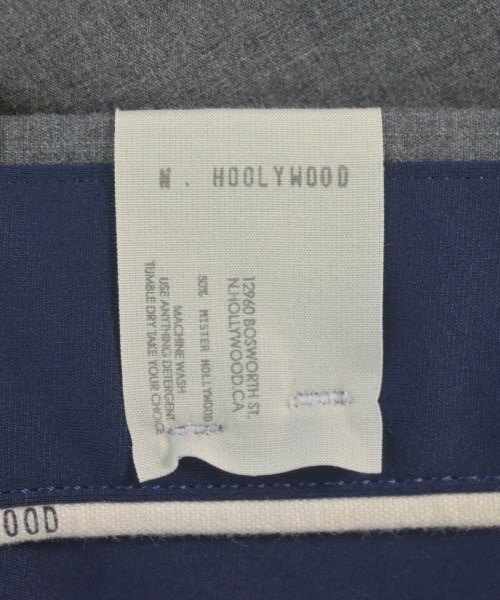 N. HOOLYWOOD
12960 BOSWORTH ST.
N.HOLLYWOOD.CA
50% MISTER HOLLYWOOD
MACHINE WASH
USE ANYTHING DETERGENT
TUMBLE DRY TAKE YOUR CHOICE
OOD